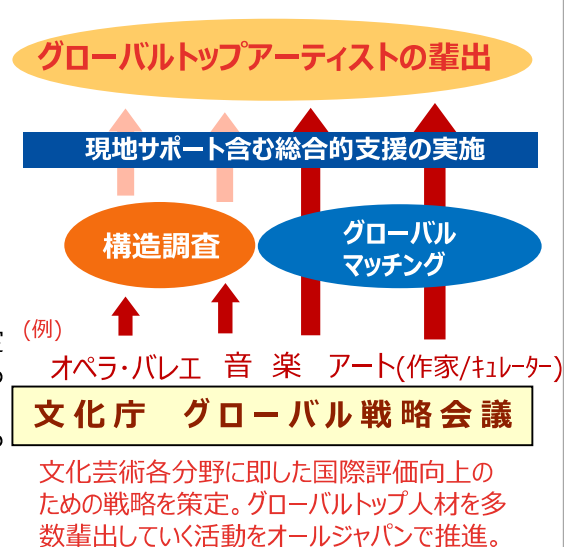 グローバルトップアーティストの輩出
現地サポート含む総合的支援の実施
構造調査
グローバル
マッチング
(例)
オペラ・バレエ 音 楽 アート(作家/ｷｭﾚｰﾀｰ)
文化庁 グローバル戦略会議
文化芸術各分野に即した国際評価向上の
ための戦略を策定。グローバルトップ人材を多
数輩出していく活動をオールジャパンで推進。